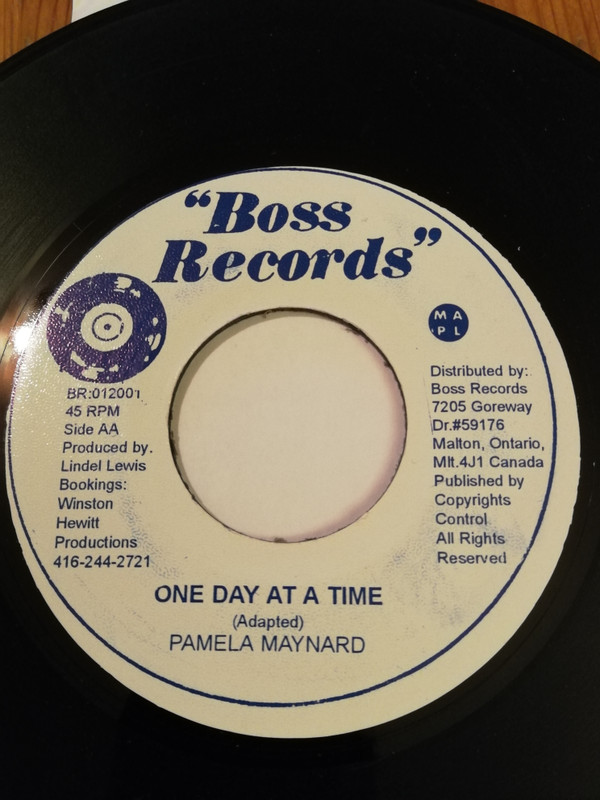 "Boss
Records"
M A
P L
BR:012001
45 RPM
Side AA
Produced by.
Lindel Lewis
Bookings:
Winston
Hewitt
Productions
416-244-2721
Distributed by:
Boss Records
7205 Goreway
Dr.#59176
Malton, Ontario,
Mlt.4J1 Canada
Published by
Copyrights
Control
All Rights
Reserved
ONE DAY AT A TIME
(Adapted)
PAMELA MAYNARD